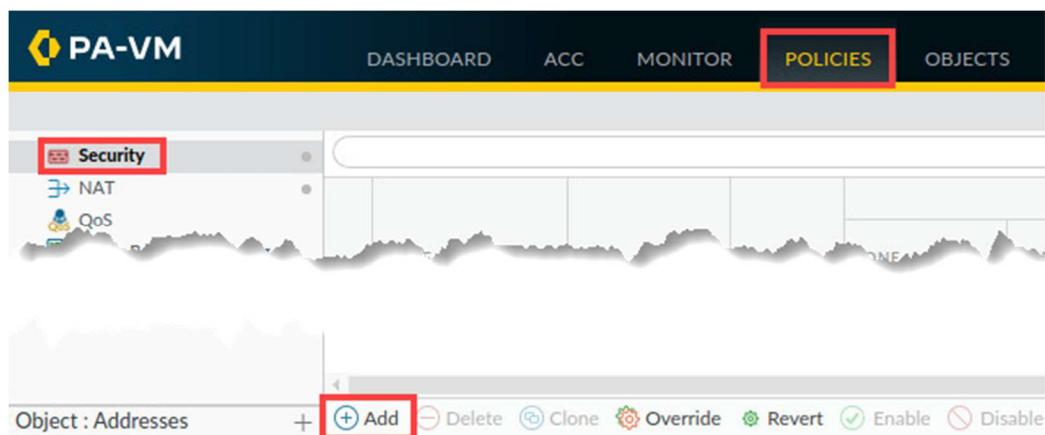 PA-VM
DASHBOARD ACC MONITOR POLICIES OBJECTS
Security
NAT
QoS
Object : Addresses + Add Delete Clone Override Revert Enable Disable